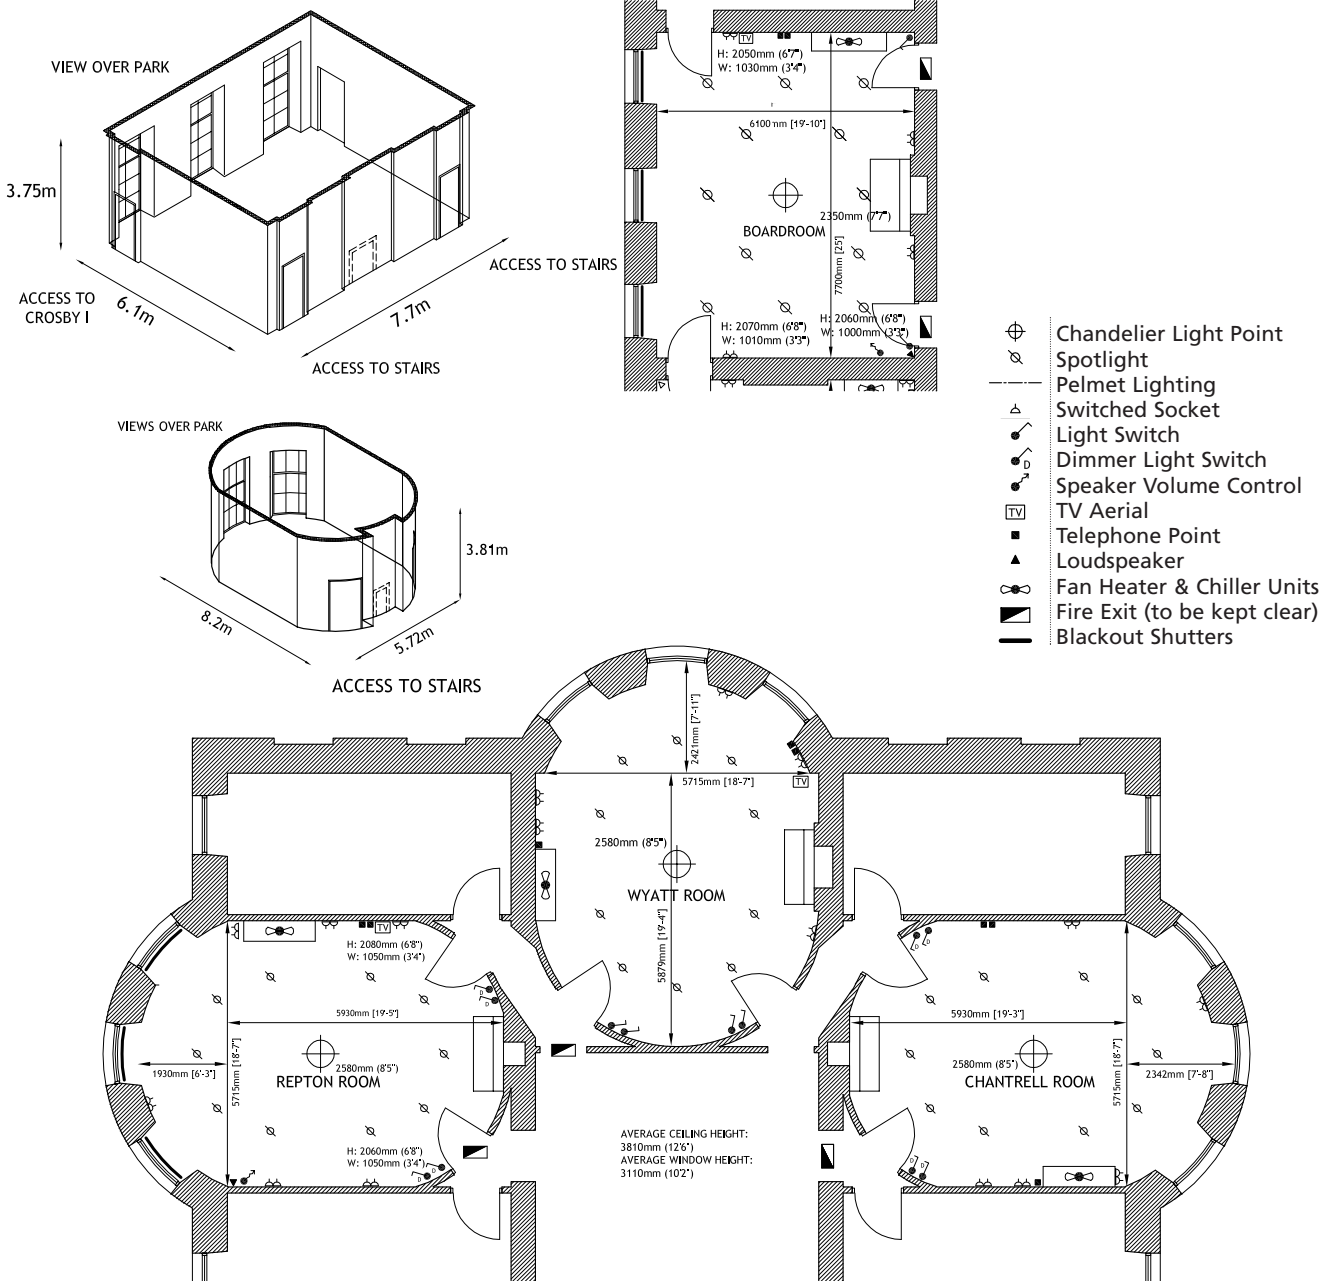 VIEW OVER PARK
3.75m
ACCESS TO
CROSBY I
6.1m
7.7m
ACCESS TO STAIRS
ACCESS TO STAIRS
TV
H: 2050mm (6'7")
W: 1030mm (3'4")
6100mm [19'-10"]
2350mm (7'7")
BOARDROOM
7700mm [25']
H: 2070mm (6'8")
W: 1010mm (3'3")
H: 2060mm (6'8")
W: 1000mm (3'3")
Chandelier Light Point
Spotlight
Pelmet Lighting
Switched Socket
Light Switch
D
Dimmer Light Switch
Speaker Volume Control
TV
TV Aerial
Telephone Point
Loudspeaker
Fan Heater & Chiller Units
Fire Exit (to be kept clear)
Blackout Shutters
VIEWS OVER PARK
3.81m
8.2m
5.72m
ACCESS TO STAIRS
2421mm [7'-11"]
5715mm [18'-7"]
TV
2580mm (8'5")
WYATT ROOM
5879mm [19'-4"]
TV
H: 2080mm (6'8")
W: 1050mm (3'4")
D
D
5930mm [19'-5"]
5715mm [18'-7"]
1930mm [6'-3"]
2580mm (8'5")
REPTON ROOM
H: 2060mm (6'8")
W: 1050mm (3'4")
D
D
D
D
5930mm [19'-3"]
2580mm (8'5")
CHANTRELL ROOM
5715mm [18'-7"]
2342mm [7'-8"]
D
D
AVERAGE CEILING HEIGHT:
3810mm (12'6")
AVERAGE WINDOW HEIGHT:
3110mm (10'2")